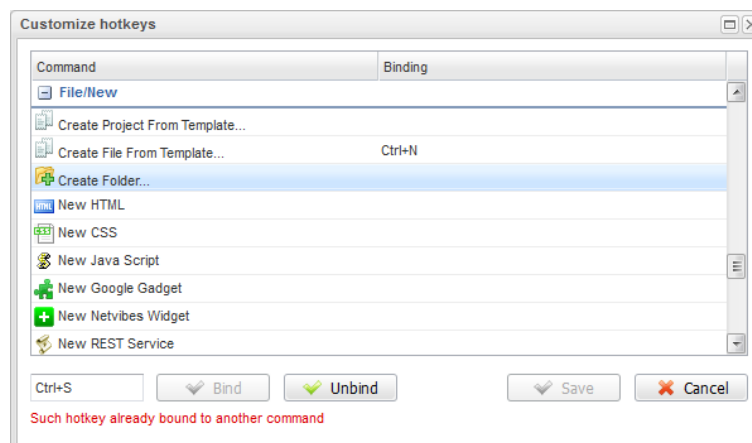 Customize hotkeys
Command Binding
File/New
Create Project From Template...
Create File From Template... Ctrl+N
Create Folder...
HTML New HTML
CSS New CSS
New Java Script
New Google Gadget
New Netvibes Widget
New REST Service
Ctrl+S Bind Unbind Save Cancel
Such hotkey already bound to another command